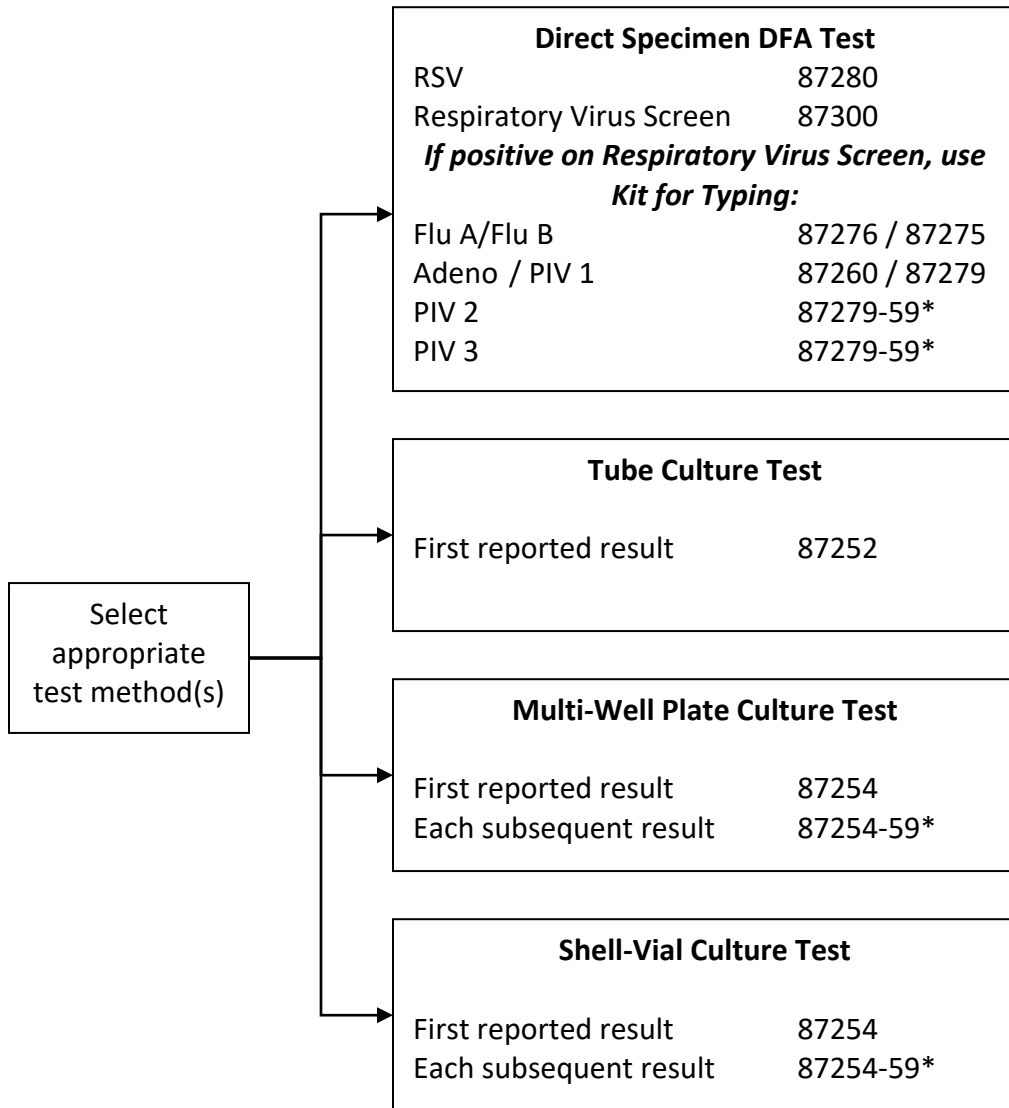 Direct Specimen DFA Test
RSV 87280
Respiratory Virus Screen 87300
If positive on Respiratory Virus Screen, use
Kit for Typing:
Flu A/Flu B 87276 / 87275
Adeno / PIV 1 87260 / 87279
PIV 2 87279-59*
PIV 3 87279-59*
Tube Culture Test
First reported result 87252
Select
appropriate
test method(s)
Multi-Well Plate Culture Test
First reported result 87254
Each subsequent result 87254-59*
Shell-Vial Culture Test
First reported result 87254
Each subsequent result 87254-59*